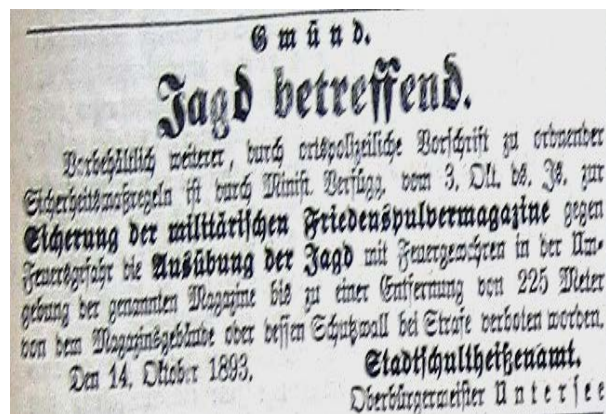 Gmünd.
Jagd betreffend.
Vorbehältlich weiterer, durch ortspolizeiliche Vorschrift zu ordnender
Sicherheitsmaßregeln ist durch Minist. Verfügg. vom 3. Okt. ds. Js. zur
Sicherung der militärischen Friedenspulvermagazine gegen
Feuersgefahr die Ausübung der Jagd mit Feuergewehren in der Um-
gebung der genannten Magazine bis zu einer Entfernung von 225 Meter
von dem Magazinsgebäude oder dessen Schutzwall bei Strafe verboten worden.
Den 14. Oktober 1893.
Stadtschultheißenamt.
Oberbürgermeister Untersee